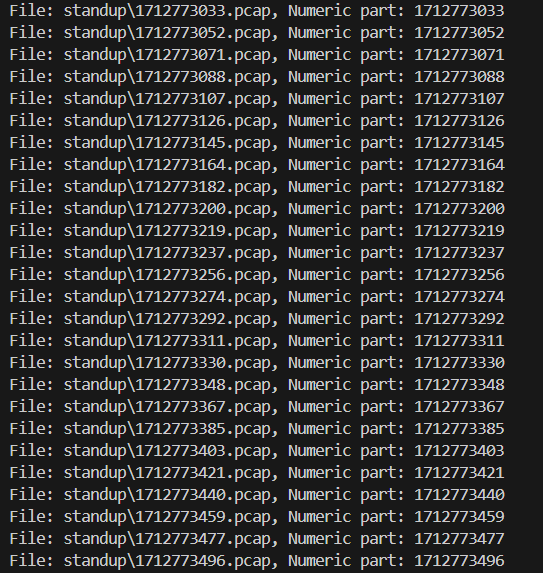 File: standup\1712773033.pcap, Numeric part: 1712773033
File: standup\1712773052.pcap, Numeric part: 1712773052
File: standup\1712773071.pcap, Numeric part: 1712773071
File: standup\1712773088.pcap, Numeric part: 1712773088
File: standup\1712773107.pcap, Numeric part: 1712773107
File: standup\1712773126.pcap, Numeric part: 1712773126
File: standup\1712773145.pcap, Numeric part: 1712773145
File: standup\1712773164.pcap, Numeric part: 1712773164
File: standup\1712773182.pcap, Numeric part: 1712773182
File: standup\1712773200.pcap, Numeric part: 1712773200
File: standup\1712773219.pcap, Numeric part: 1712773219
File: standup\1712773237.pcap, Numeric part: 1712773237
File: standup\1712773256.pcap, Numeric part: 1712773256
File: standup\1712773274.pcap, Numeric part: 1712773274
File: standup\1712773292.pcap, Numeric part: 1712773292
File: standup\1712773311.pcap, Numeric part: 1712773311
File: standup\1712773330.pcap, Numeric part: 1712773330
File: standup\1712773348.pcap, Numeric part: 1712773348
File: standup\1712773367.pcap, Numeric part: 1712773367
File: standup\1712773385.pcap, Numeric part: 1712773385
File: standup\1712773403.pcap, Numeric part: 1712773403
File: standup\1712773421.pcap, Numeric part: 1712773421
File: standup\1712773440.pcap, Numeric part: 1712773440
File: standup\1712773459.pcap, Numeric part: 1712773459
File: standup\1712773477.pcap, Numeric part: 1712773477
File: standup\1712773496.pcap, Numeric part: 1712773496